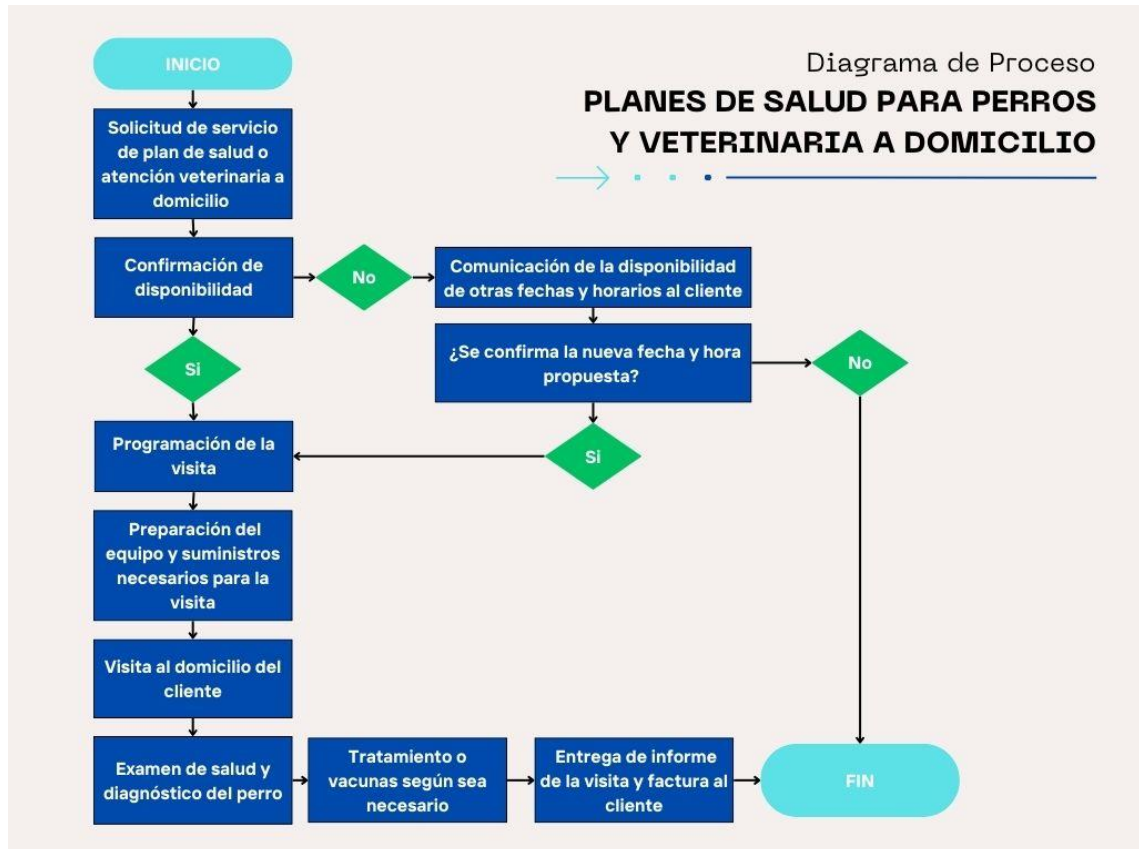 Diagrama de Proceso
PLANES DE SALUD PARA PERROS
Y VETERINARIA A DOMICILIO
INICIO
Solicitud de servicio
de plan de salud o
atención veterinaria a
domicilio
Confirmación de
disponibilidad
No
Comunicación de la disponibilidad
de otras fechas y horarios al cliente
¿Se confirma la nueva fecha y hora
propuesta?
No
Si
Si
Programación de la
visita
Preparación del
equipo y suministros
necesarios para la
visita
Visita al domicilio del
cliente
Examen de salud y
diagnóstico del perro
Tratamiento o
vacunas según sea
necesario
Entrega de informe
de la visita y factura al
cliente
FIN